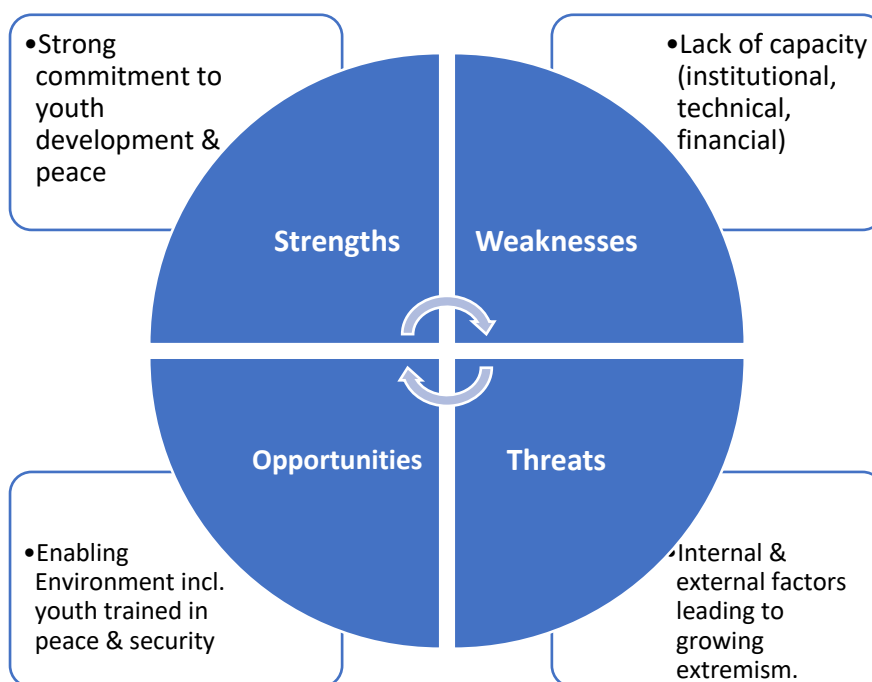 •Strong
commitment to
youth
development &
peace
•Lack of capacity
(institutional,
technical,
financial)
Strengths
Weaknesses
Opportunities
Threats
•Enabling
Environment incl.
youth trained in
peace & security
•Internal &
external factors
leading to
growing
extremism.